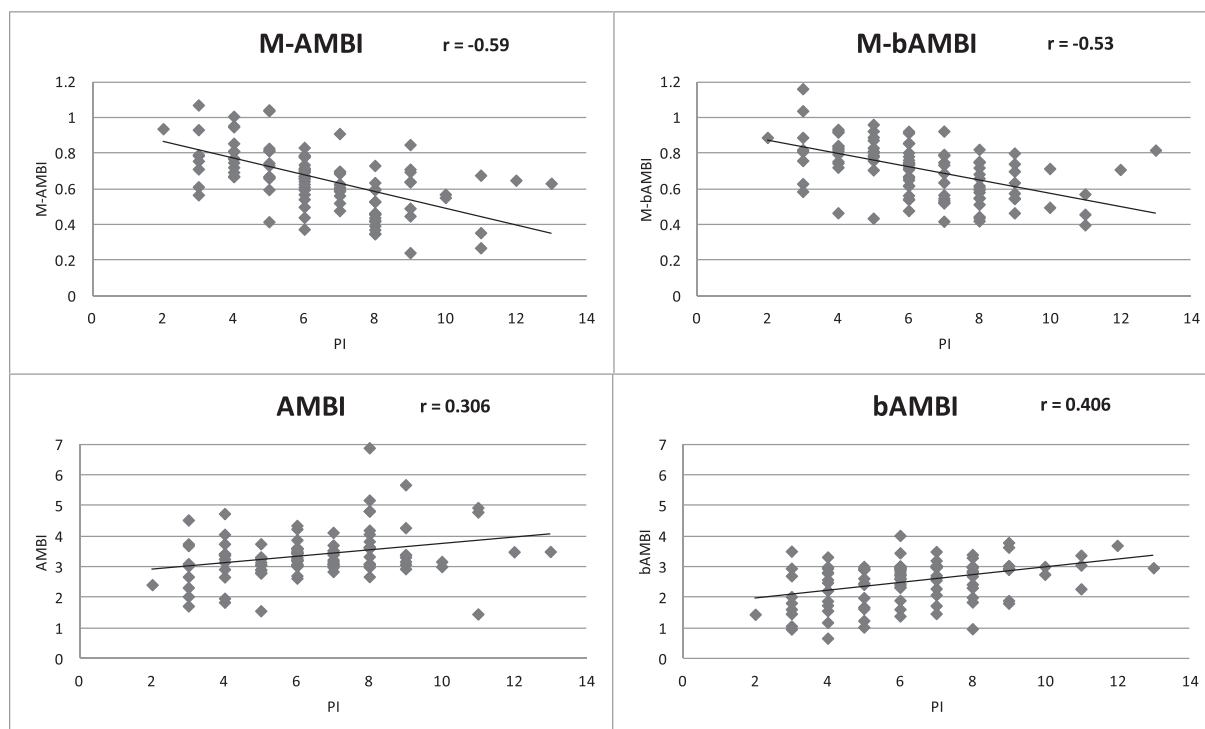 M-AMBI r = -0.59
1.2
1
0.8
0.6
0.4
0.2
0
M-AMBI
0 2 4 6 8 10 12 14
PI
M-bAMBI r = -0.53
1.2
1
0.8
0.6
0.4
0.2
0
M-bAMBI
0 2 4 6 8 10 12 14
PI
AMBI r = 0.306
7
6
5
4
3
2
1
0
AMBI
0 2 4 6 8 10 12 14
PI
bAMBI r = 0.406
7
6
5
4
3
2
1
0
bAMBI
0 2 4 6 8 10 12 14
PI